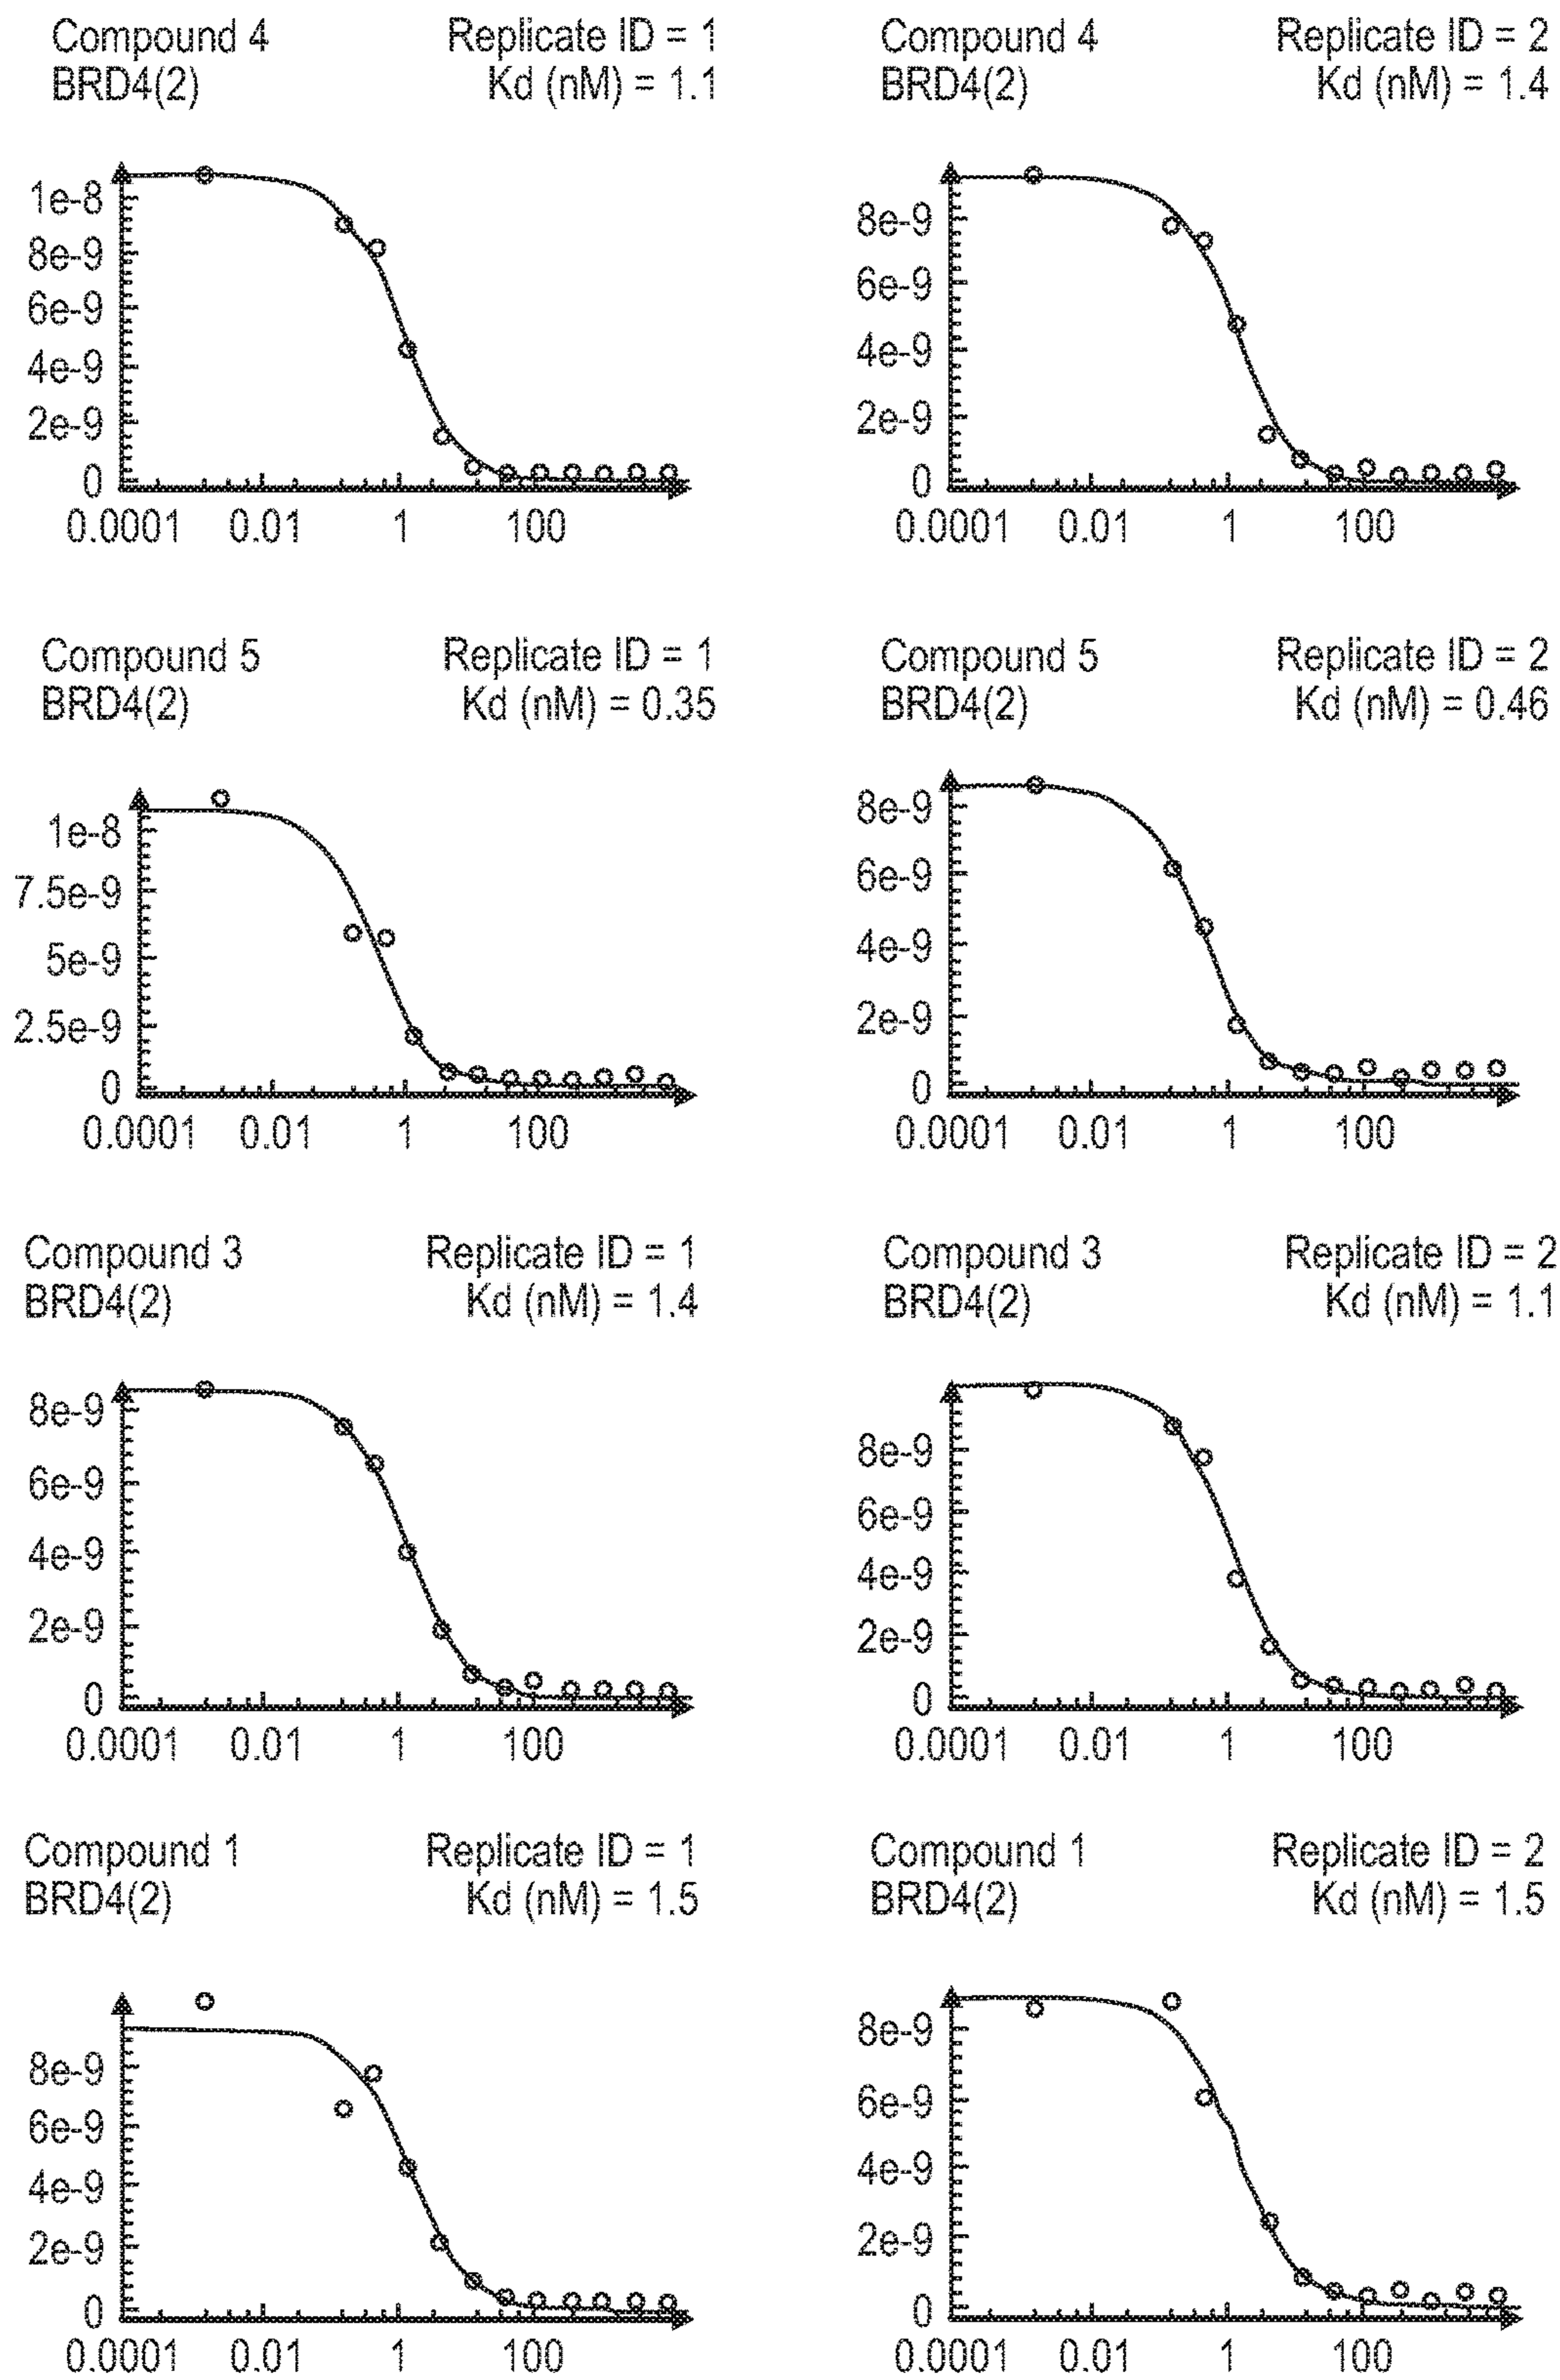 Compound 4 Replicate ID = 1
BRD4(2) Kd (nM) = 1.1
1e-8
8e-9
6e-9
4e-9
2e-9
0
0.0001 0.01 1 100
Compound 4 Replicate ID = 2
BRD4(2) Kd (nM) = 1.4
8e-9
6e-9
4e-9
2e-9
0
0.0001 0.01 1 100
Compound 5 Replicate ID = 1
BRD4(2) Kd (nM) = 0.35
1e-8
7.5e-9
5e-9
2.5e-9
0
0.0001 0.01 1 100
Compound 5 Replicate ID = 2
BRD4(2) Kd (nM) = 0.46
8e-9
6e-9
4e-9
2e-9
0
0.0001 0.01 1 100
Compound 3 Replicate ID = 1
BRD4(2) Kd (nM) = 1.4
8e-9
6e-9
4e-9
2e-9
0
0.0001 0.01 1 100
Compound 3 Replicate ID = 2
BRD4(2) Kd (nM) = 1.1
8e-9
6e-9
4e-9
2e-9
0
0.0001 0.01 1 100
Compound 1 Replicate ID = 1
BRD4(2) Kd (nM) = 1.5
8e-9
6e-9
4e-9
2e-9
0
0.0001 0.01 1 100
Compound 1 Replicate ID = 2
BRD4(2) Kd (nM) = 1.5
8e-9
6e-9
4e-9
2e-9
0
0.0001 0.01 1 100